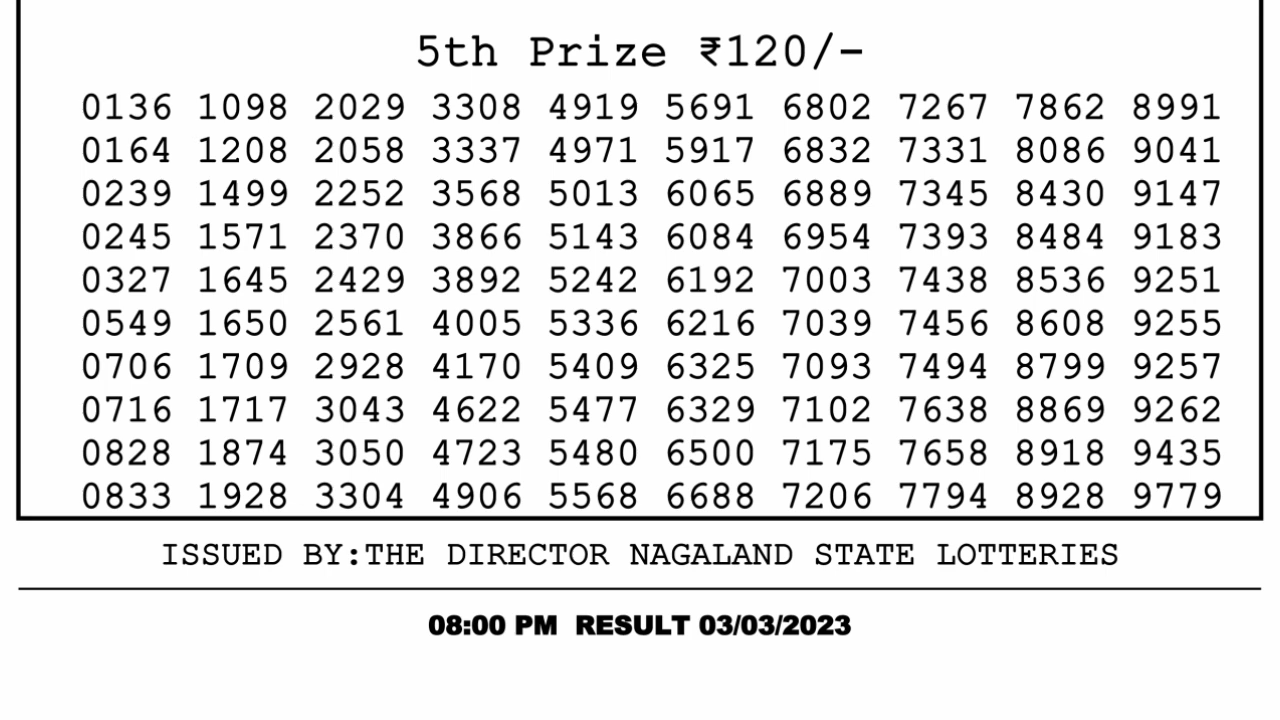 5th Prize ₹120/-
0136 1098 2029 3308 4919 5691 6802 7267 7862 8991
0164 1208 2058 3337 4971 5917 6832 7331 8086 9041
0239 1499 2252 3568 5013 6065 6889 7345 8430 9147
0245 1571 2370 3866 5143 6084 6954 7393 8484 9183
0327 1645 2429 3892 5242 6192 7003 7438 8536 9251
0549 1650 2561 4005 5336 6216 7039 7456 8608 9255
0706 1709 2928 4170 5409 6325 7093 7494 8799 9257
0716 1717 3043 4622 5477 6329 7102 7638 8869 9262
0828 1874 3050 4723 5480 6500 7175 7658 8918 9435
0833 1928 3304 4906 5568 6688 7206 7794 8928 9779
ISSUED BY:THE DIRECTOR NAGALAND STATE LOTTERIES
08:00 PM RESULT 03/03/2023